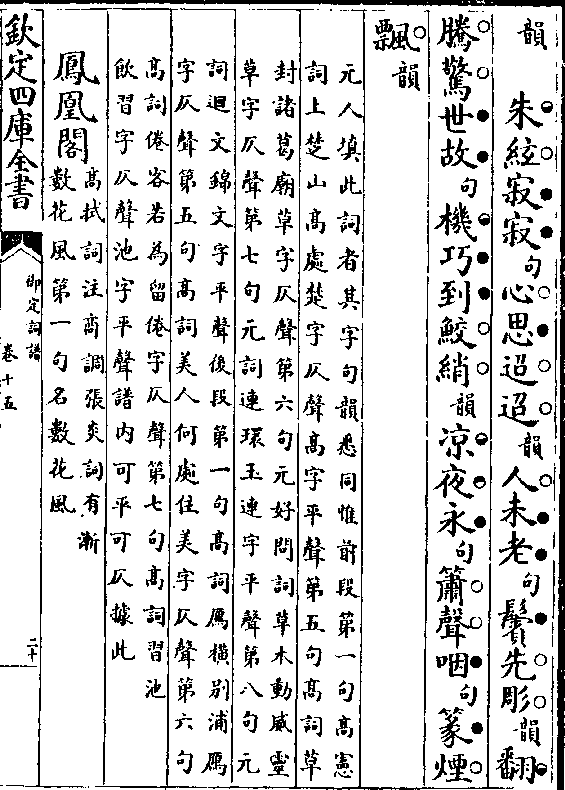 韻
朱絃寂寂句心思迢迢韻人未老句鬢先彫韻翻
騰驚世故句機巧到鮫綃韻凉夜永句簫聲咽句篆煙
飄韻
元人填此詞者其字句韻悉同惟前段第一句高憲
詞上楚山高處楚字仄聲高字平聲第五句高詞草
封諸葛廟草字仄聲第六句元好問詞草木動威靈
草字仄聲第七句元詞連環玉連字平聲第八句元
詞迴文錦文字平聲後段第一句高詞鴈橫别浦鴈
字仄聲第五句高詞美人何處住美字仄聲第六句
高詞倦客若為留倦字仄聲第七句高詞習池
飲習字仄聲池字平聲譜内可平可仄據此
鳳凰閣
高拭詞注商調張炎詞有漸
數花風第一句名數花風
欽定四庫全書
御定詞譜
卷十五
二十